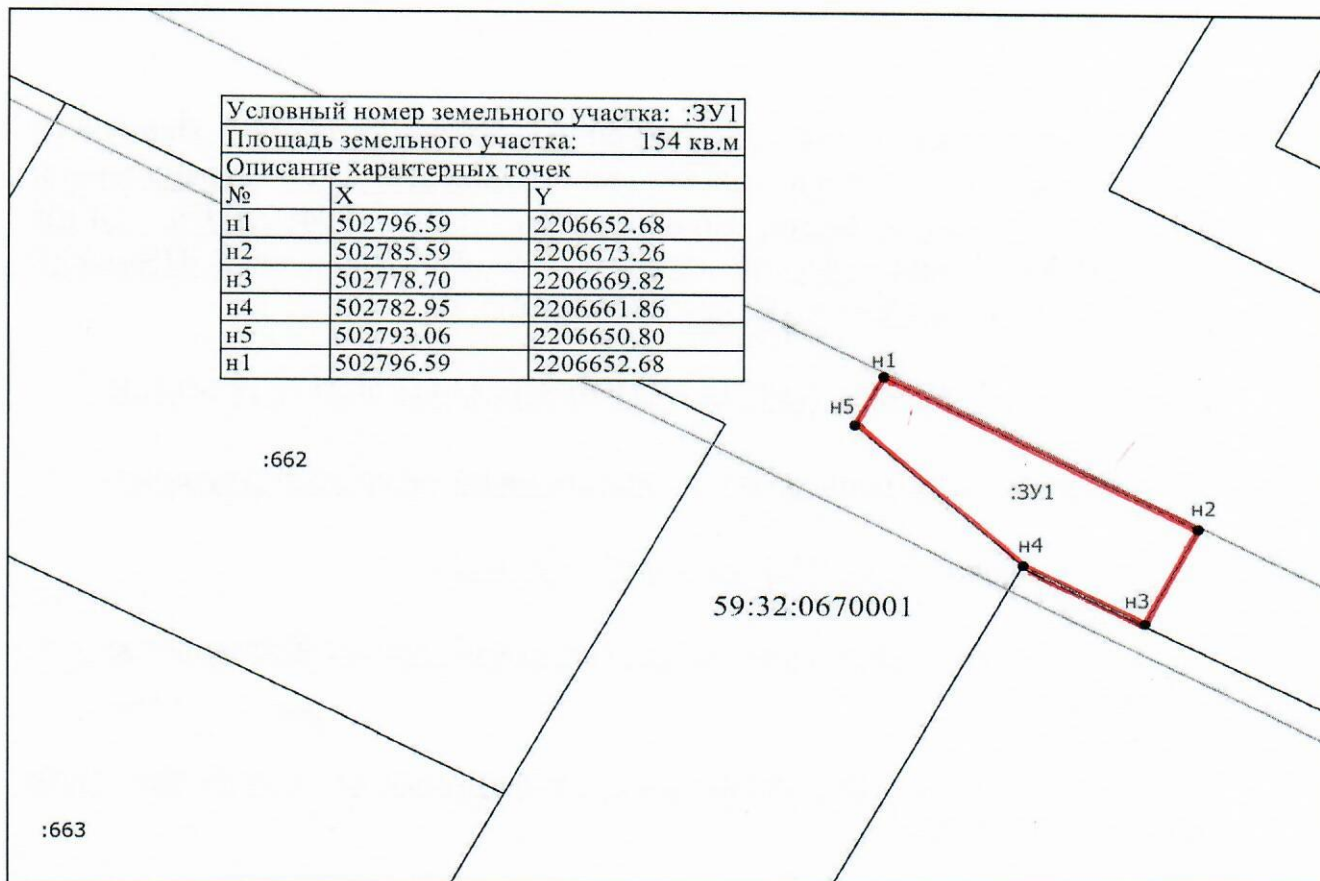 Условный номер земельного участка: :ЗУ1
Площадь земельного участка: 154 кв.м
Описание характерных точек
№ X Y
н1 502796.59 2206652.68
н2 502785.59 2206673.26
н3 502778.70 2206669.82
н4 502782.95 2206661.86
н5 502793.06 2206650.80
н1 502796.59 2206652.68
н1
н5
:662
:ЗУ1
н2
н4
59:32:0670001
н3
:663